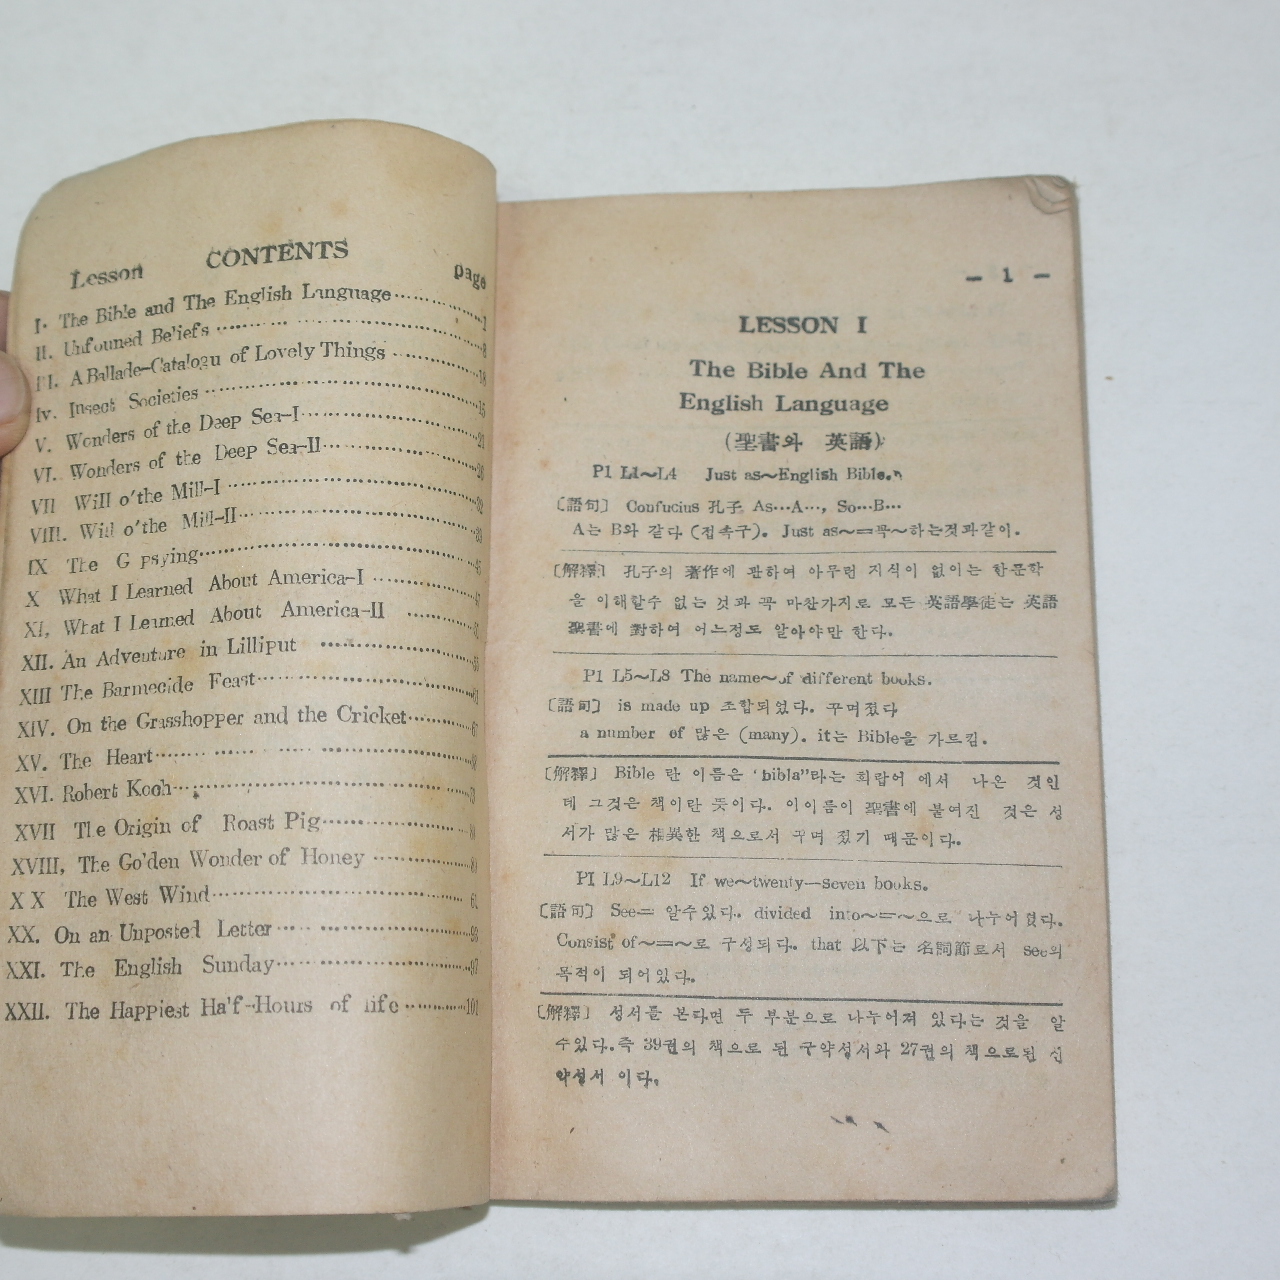 CONTENTS
Lesson page
I. The Bible and The English Language 1
II. Unfouned Beliefs 8
III. A Ballade-Catalogu of Lovely Things
Iv. Insect Societies 15
V. Wonders of the Deep Sea-I
VI. Wonders of the Deep Sea-II
VII Will o'the Mill-I
VIII. Will o'the Mill-II
IX The G psying
X What I Learned About America-I
XI, What I Learned About America-II
XII. An Adventure in Lilliput
XIII The Barmecide Feast
XIV. On the Grasshopper and the Cricket
XV. The Heart
XVI. Robert Kooh
XVII The Origin of Roast Pig
XVIII, The Go'den Wonder of Honey
X X The West Wind
XX. On an Unposted Letter
XXI. The English Sunday 97
XXII. The Happiest Ha'f-Hours of life 101
- 1 -
LESSON I
The Bible And The
English Language
(聖書와 英語)
P1 L1~L4 Just as~English Bible.
〔語句〕 Confucius 孔子 As…A…, So…B…
A는 B와 같다 (접속구). Just as~=꼭~하는것과같이.
〔解釋〕 孔子의 著作에 관하여 아무런 지식이 없이는 한문학
을 이해할수 없는 것과 꼭 마찬가지로 모든 英語學徒는 英語
聖書에 對하여 어느정도 알아야만 한다.
P1 L5~L8 The name~of different books.
〔語句〕 is made up 조합되었다. 꾸며젔다
a number of 많은 (many). it는 Bible을 가르킴.
〔解釋〕 Bible 란 이름은 'bibla"라는 희랍어 에서 나온 것인
데 그것은 책이란 뜻이다. 이이름이 聖書에 붙여진 것은 성
서가 많은 相異한 책으로서 꾸며 젔기 때문이다.
P1 L9~L12 If we~twenty-seven books.
〔語句〕 See= 알수있다. divided into~=~으로 나누어졌다.
Consist of~=~로 구성되다. that 以下는 名詞節로서 see의
목적이 되어있다.
〔解釋〕 성서를 본다면 두 부분으로 나누어져 있다는 것을 알
수있다.즉 39권의 책으로 된 구약성서와 27권의 책으로된 신
약성서 이다.